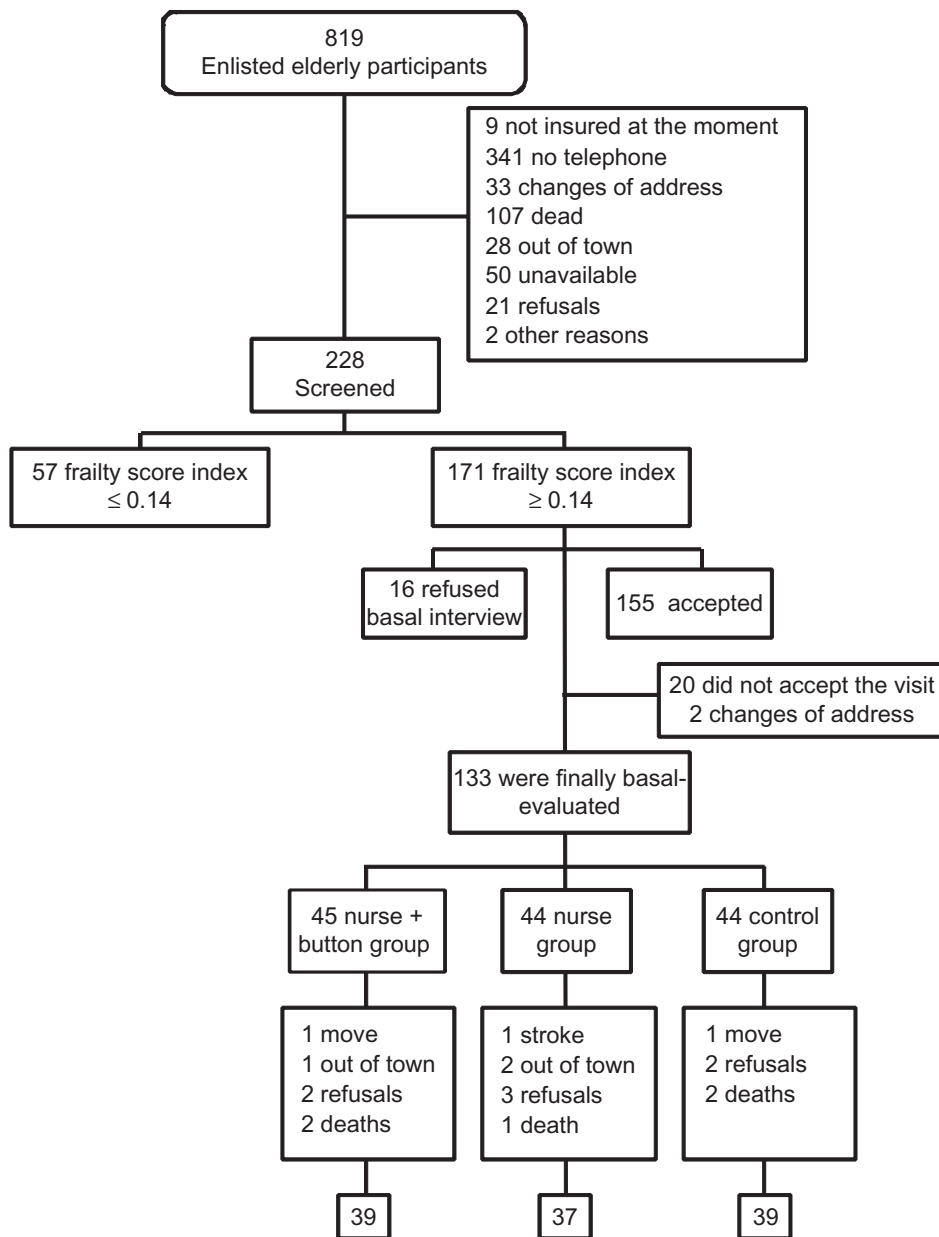 819
Enlisted elderly participants
9 not insured at the moment
341 no telephone
33 changes of address
107 dead
28 out of town
50 unavailable
21 refusals
2 other reasons
228
Screened
57 frailty score index
≤ 0.14
171 frailty score index
≥ 0.14
16 refused
basal interview
155 accepted
20 did not accept the visit
2 changes of address
133 were finally basal-
evaluated
45 nurse +
button group
44 nurse
group
44 control
group
1 move
1 out of town
2 refusals
2 deaths
1 stroke
2 out of town
3 refusals
1 death
1 move
2 refusals
2 deaths
39
37
39